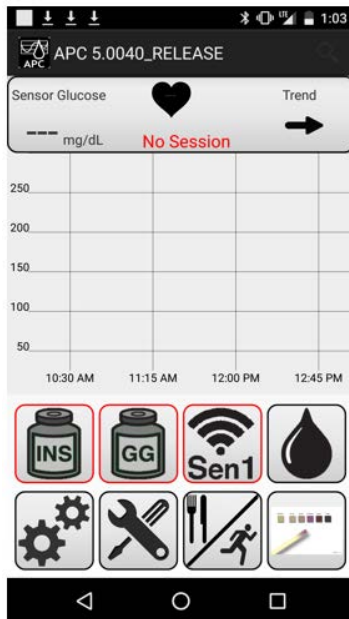 LTE 1:03
APC APC 5.0040_RELEASE
Sensor Glucose Trend
--- mg/dL No Session
250
200
150
100
50
10:30 AM 11:15 AM 12:00 PM 12:45 PM
INS GG Sen1